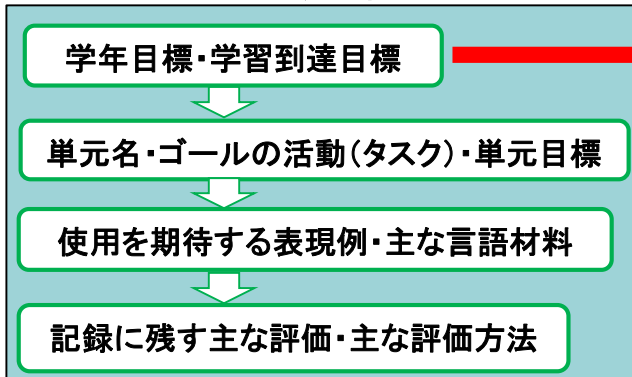 学年目標・学習到達目標
単元名・ゴールの活動(タスク)・単元目標
使用を期待する表現例・主な言語材料
記録に残す主な評価・主な評価方法